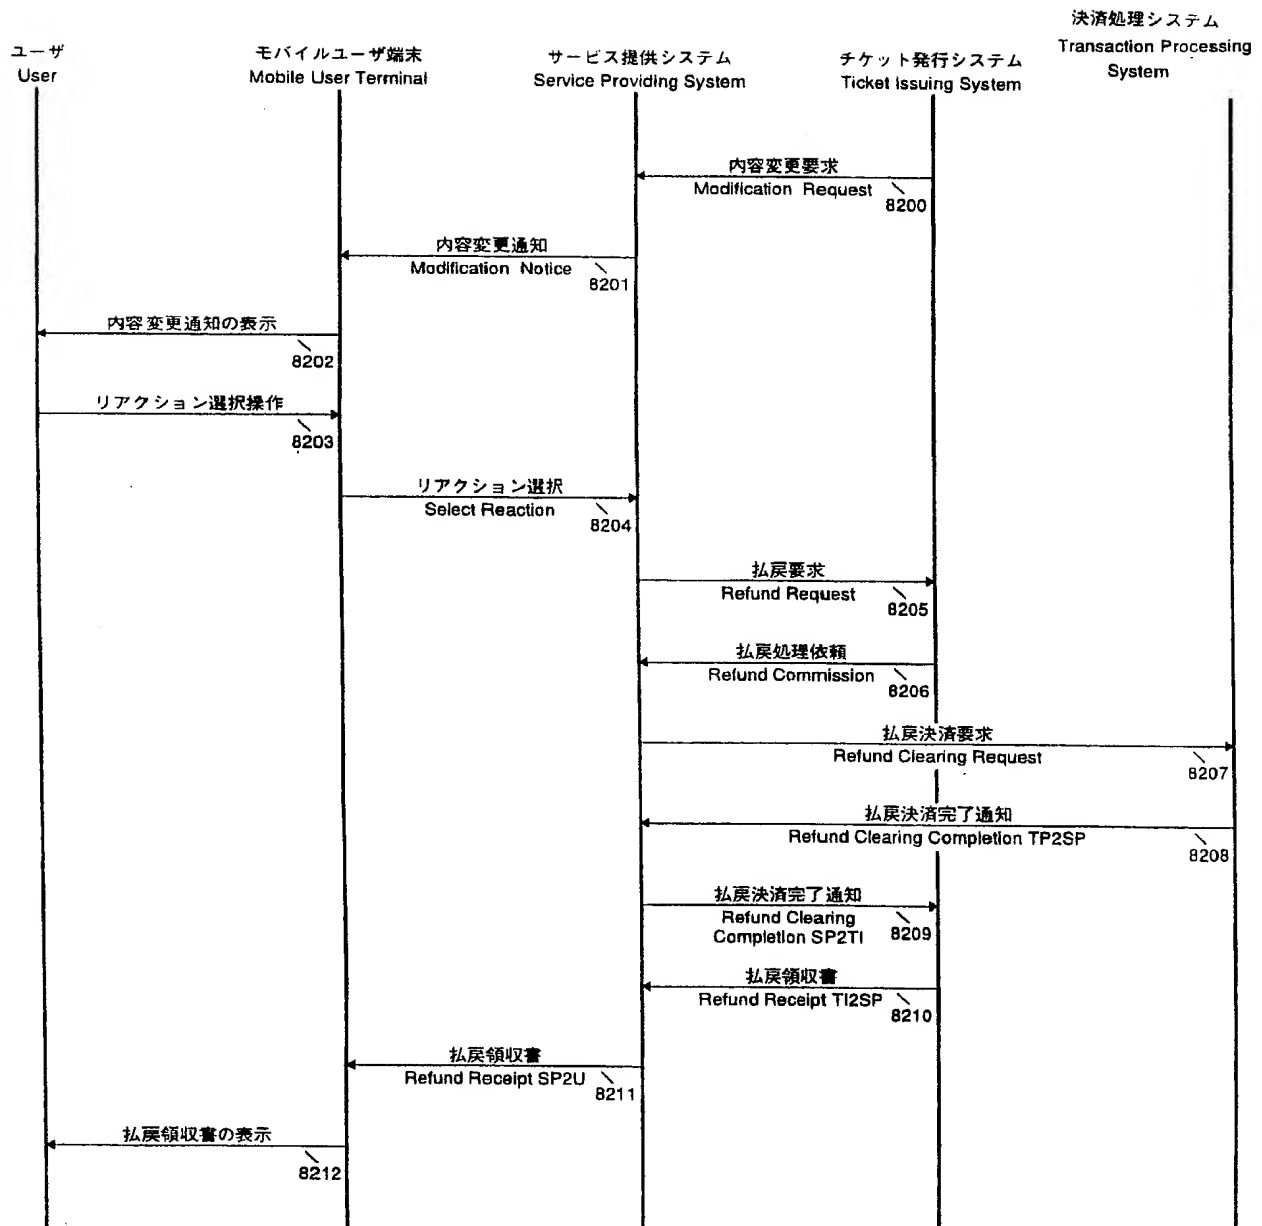 ユーザ
User
モバイルユーザ端末
Mobile User Terminal
サービス提供システム
Service Providing System
チケット発行システム
Ticket Issuing System
決済処理システム
Transaction Processing
System
内容変更要求
Modification Request
8200
内容変更通知
Modification Notice
8201
内容変更通知の表示
8202
リアクション選択操作
8203
リアクション選択
Select Reaction
8204
払戻要求
Refund Request
8205
払戻処理依頼
Refund Commission
8206
払戻決済要求
Refund Clearing Request
8207
払戻決済完了通知
Refund Clearing Completion TP2SP
8208
払戻決済完了通知
Refund Clearing
Completion SP2TI
8209
払戻領収書
Refund Receipt TI2SP
8210
払戻領収書
Refund Receipt SP2U
8211
払戻領収書の表示
8212